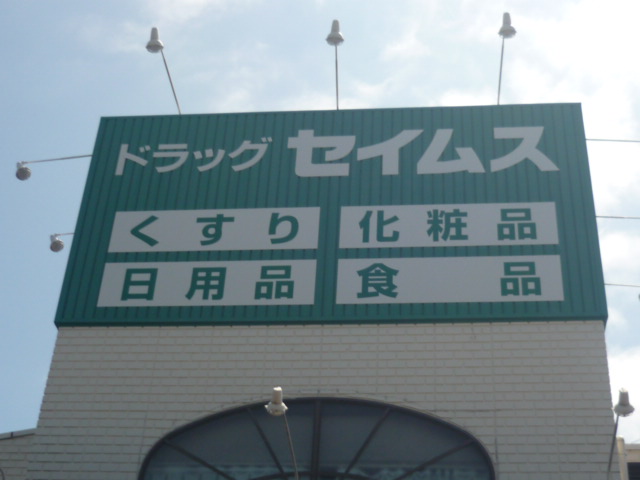 ドラッグ セイムス
くすり 化粧品
日用品 食品